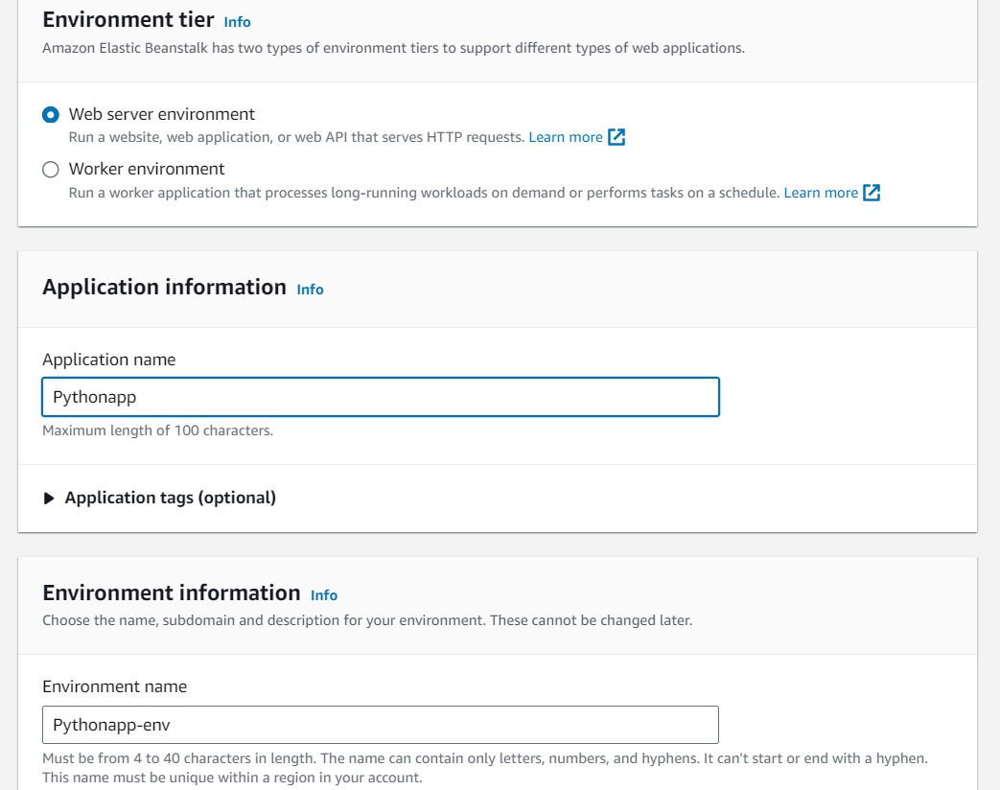 Environment tier Info
Amazon Elastic Beanstalk has two types of environment tiers to support different types of web applications.
Web server environment
Run a website, web application, or web API that serves HTTP requests. Learn more
Worker environment
Run a worker application that processes long-running workloads on demand or performs tasks on a schedule. Learn more
Application information Info
Application name
Pythonapp
Maximum length of 100 characters.
Application tags (optional)
Environment information Info
Choose the name, subdomain and description for your environment. These cannot be changed later.
Environment name
Pythonapp-env
Must be from 4 to 40 characters in length. The name can contain only letters, numbers, and hyphens. It can't start or end with a hyphen.
This name must be unique within a region in your account.